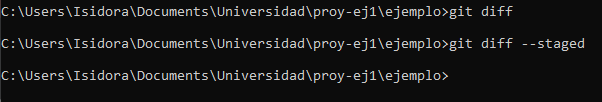 C:\Users\Isidora\Documents\Universidad\proy-ej1\ejemplo>git diff
C:\Users\Isidora\Documents\Universidad\proy-ej1\ejemplo>git diff --staged
C:\Users\Isidora\Documents\Universidad\proy-ej1\ejemplo>